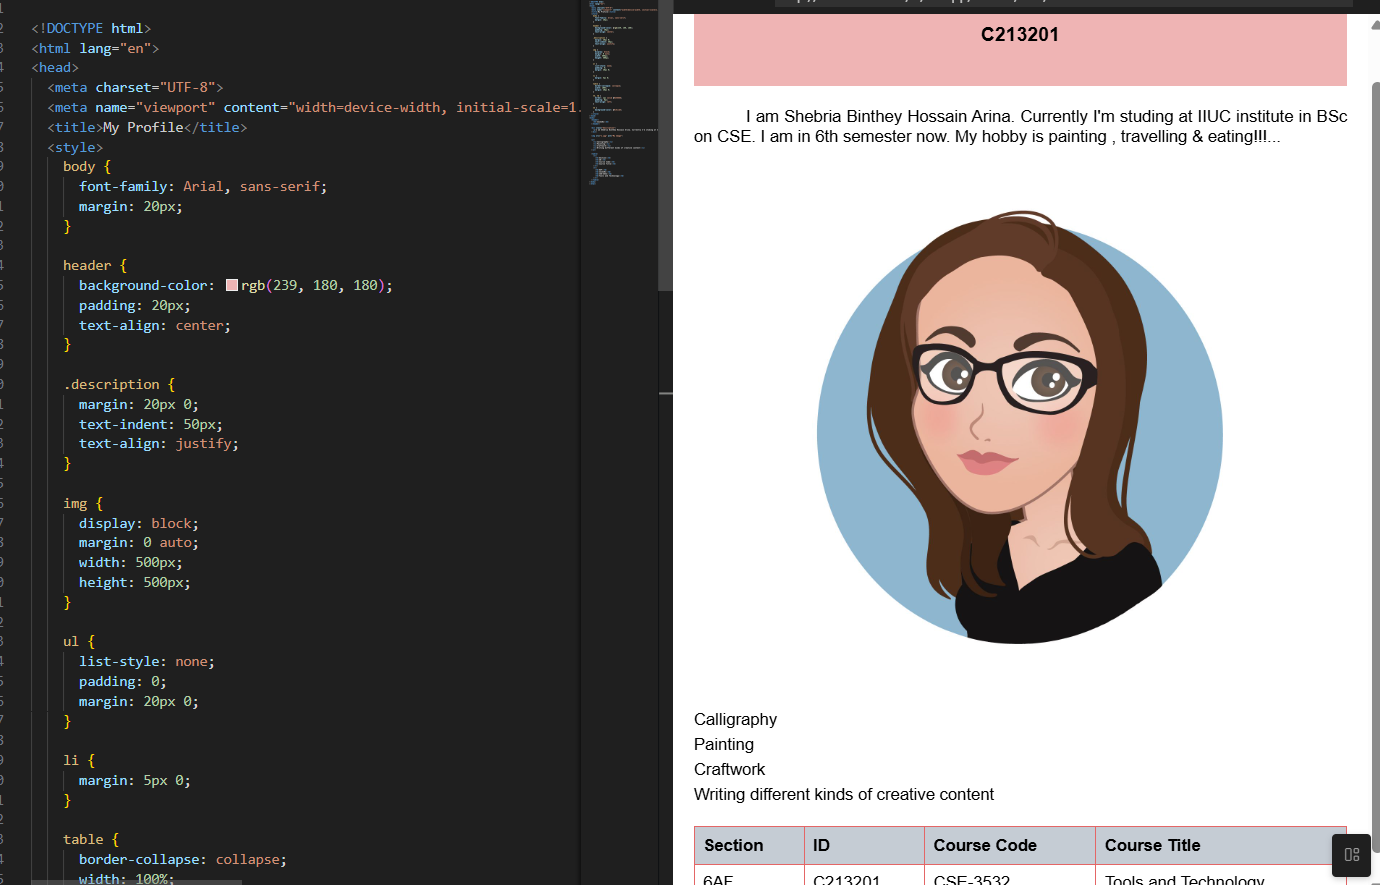 <!DOCTYPE html>
<html lang="en">
<head>
<meta charset="UTF-8">
<meta name="viewport" content="width=device-width, initial-scale=1.
<title>My Profile</title>
<style>
body {
font-family: Arial, sans-serif;
margin: 20px;
}
header {
background-color: rgb(239, 180, 180);
padding: 20px;
text-align: center;
}
.description {
margin: 20px 0;
text-indent: 50px;
text-align: justify;
}
img {
display: block;
margin: 0 auto;
width: 500px;
height: 500px;
}
ul {
list-style: none;
padding: 0;
margin: 20px 0;
}
li {
margin: 5px 0;
}
table {
border-collapse: collapse;
width: 100%;
C213201
I am Shebria Binthey Hossain Arina. Currently I'm studing at IIUC institute in BSc
on CSE. I am in 6th semester now. My hobby is painting , travelling & eating!!!...
Calligraphy
Painting
Craftwork
Writing different kinds of creative content
Section ID Course Code Course Title
C213201 CSE-3532 Tools and Technology